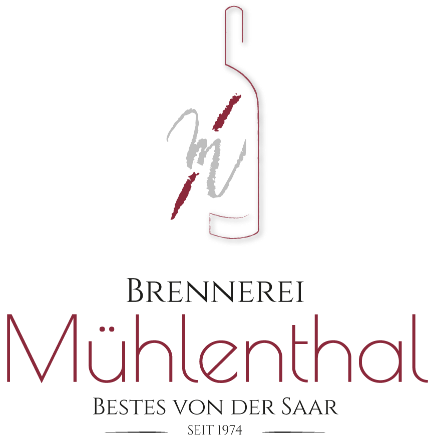 BRENNEREI
Mühlenthal
BESTES VON DER SAAR
SEIT 1974